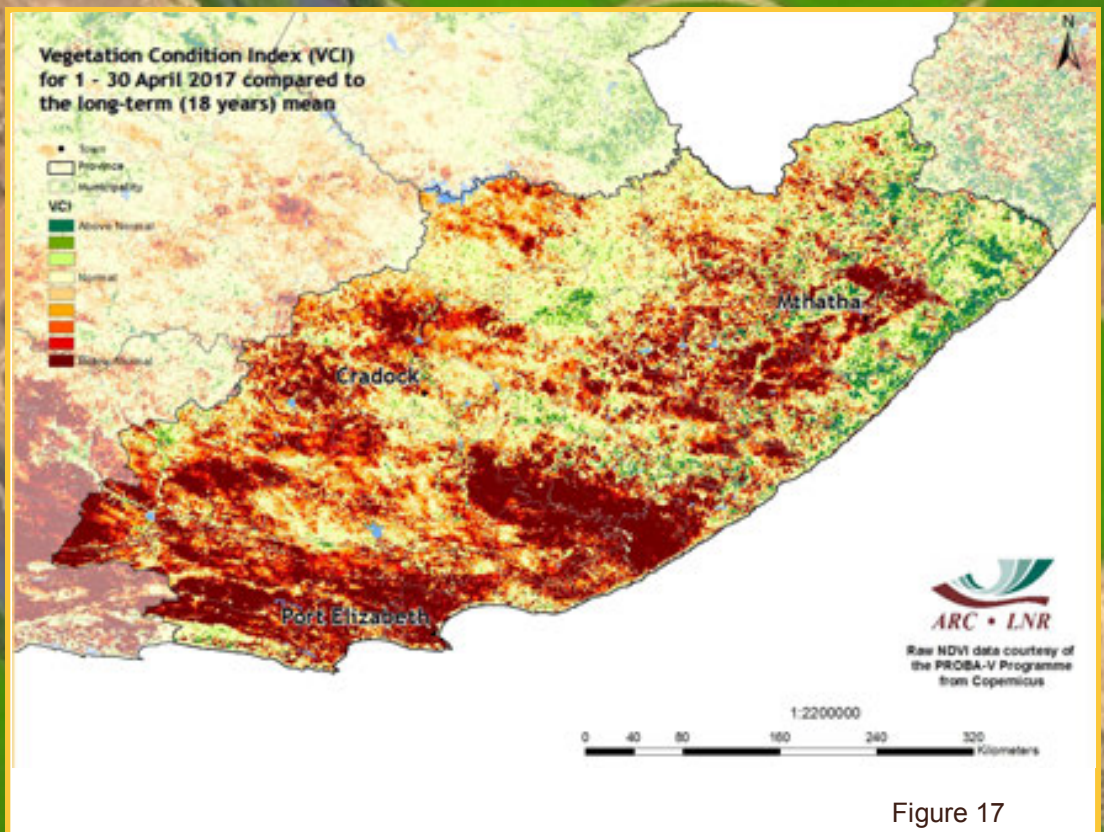 Vegetation Condition Index (VCI)
for 1 - 30 April 2017 compared to
the long-term (18 years) mean
N
Town
Province
Municipality
VCI
Above Normal
Normal
Below Normal
Mthatha
Cradock
Port Elizabeth
ARC • LNR
Raw NDVI data courtesy of
the PROBA-V Programme
from Copernicus
1:2200000
0 40 80 160 240 320
Kilometers
Figure 17